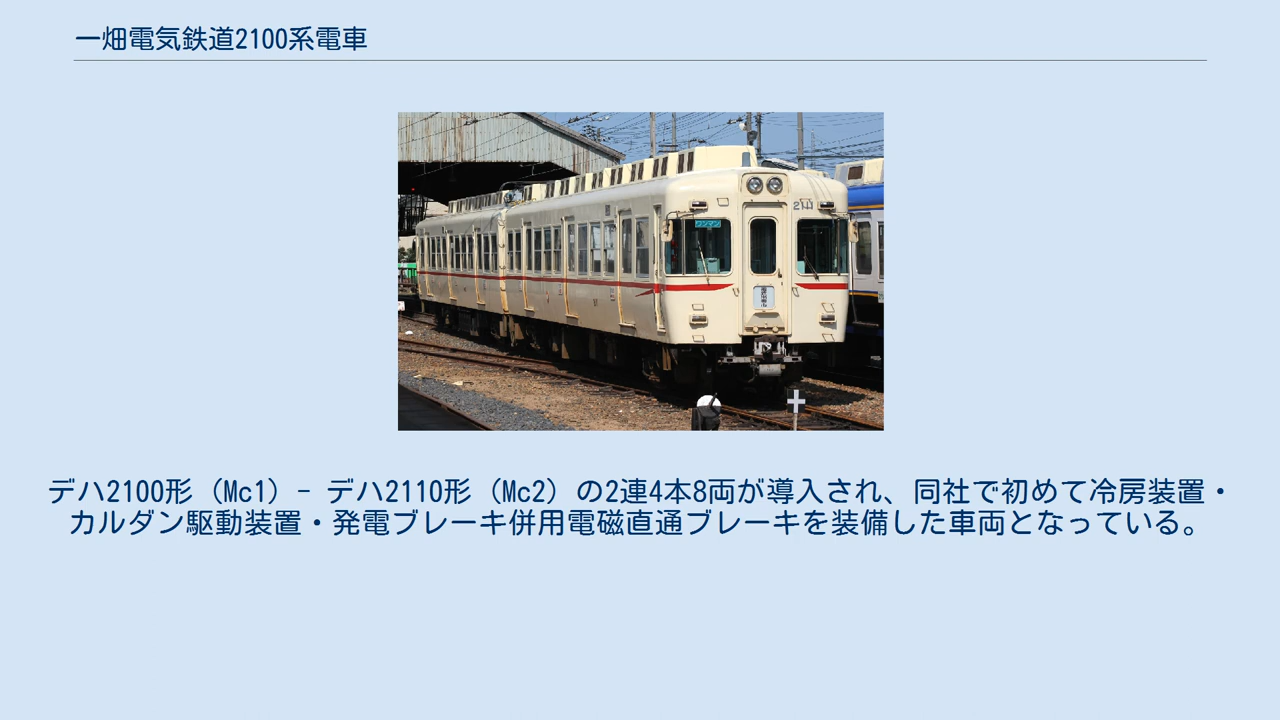 一畑電気鉄道2100系電車
2111
デハ2100形（Mc1）- デハ2110形（Mc2）の2連4本8両が導入され、同社で初めて冷房装置・
カルダン駆動装置・発電ブレーキ併用電磁直通ブレーキを装備した車両となっている。